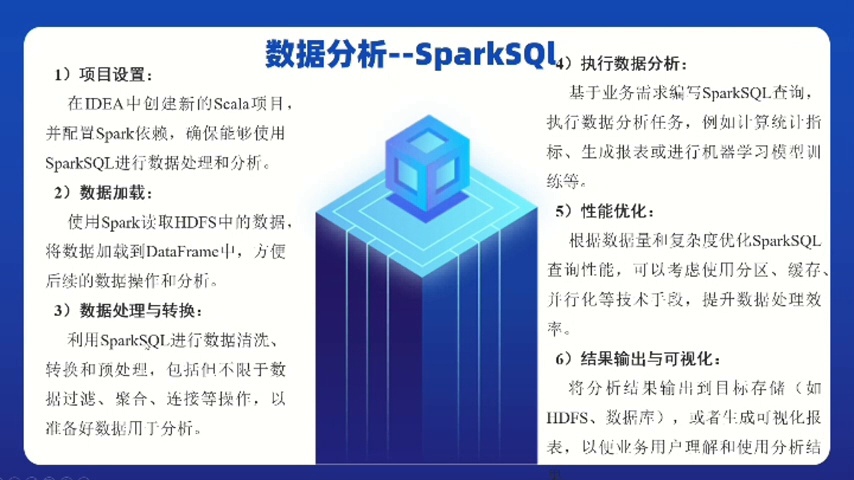 数据分析--SparkSQl
1）项目设置：
在IDEA中创建新的Scala项目，
并配置Spark依赖，确保能够使用
SparkSQL进行数据处理和分析。
2）数据加载：
使用Spark读取HDFS中的数据，
将数据加载到DataFrame中，方便
后续的数据操作和分析。
3）数据处理与转换：
利用SparkSQL进行数据清洗、
转换和预处理，包括但不限于数
据过滤、聚合、连接等操作，以
准备好数据用于分析。
4）执行数据分析：
基于业务需求编写SparkSQL查询，
执行数据分析任务，例如计算统计指
标、生成报表或进行机器学习模型训
练等。
5）性能优化：
根据数据量和复杂度优化SparkSQL
查询性能，可以考虑使用分区、缓存、
并行化等技术手段，提升数据处理效
率。
6）结果输出与可视化：
将分析结果输出到目标存储（如
HDFS、数据库），或者生成可视化报
表，以便业务用户理解和使用分析结